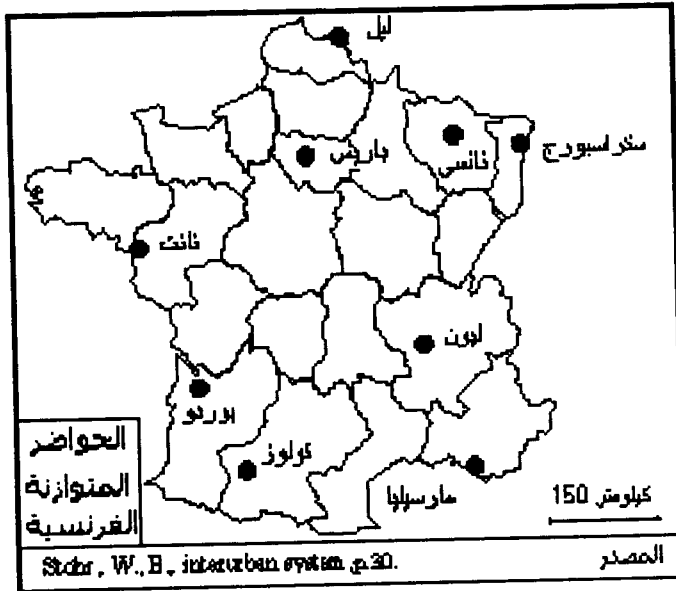 ليل
باريس
نانسي
ستراسبورج
نانت
ليون
بوردو
تولوز
مارسيليا
150 كيلومتر
الحواضر
المتوازنة
الفرنسية
المصدر
Stohr, W., B., interurban system, p.30.